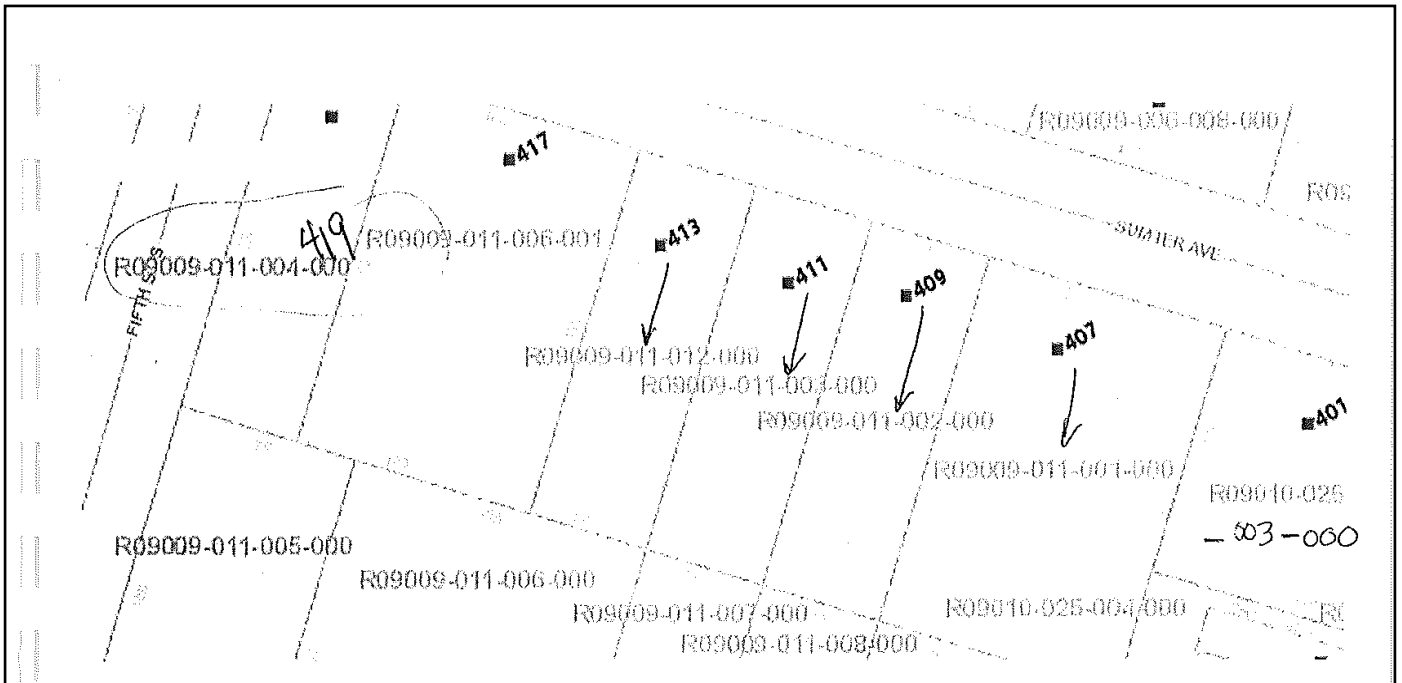 R09009-006-008-000
417
R09
413
SUMTER AVE
419
R09009-011-006-001
R09009-011-004-000
411
409
FIFTH ST S
407
R09009-011-012-000
R09009-011-003-000
401
R09009-011-002-000
R09009-011-001-000
R09010-025
- 003-000
R09009-011-005-000
R09009-011-006-000
R09009-011-007-000
R09010-025-004-000
R09009-011-008-000